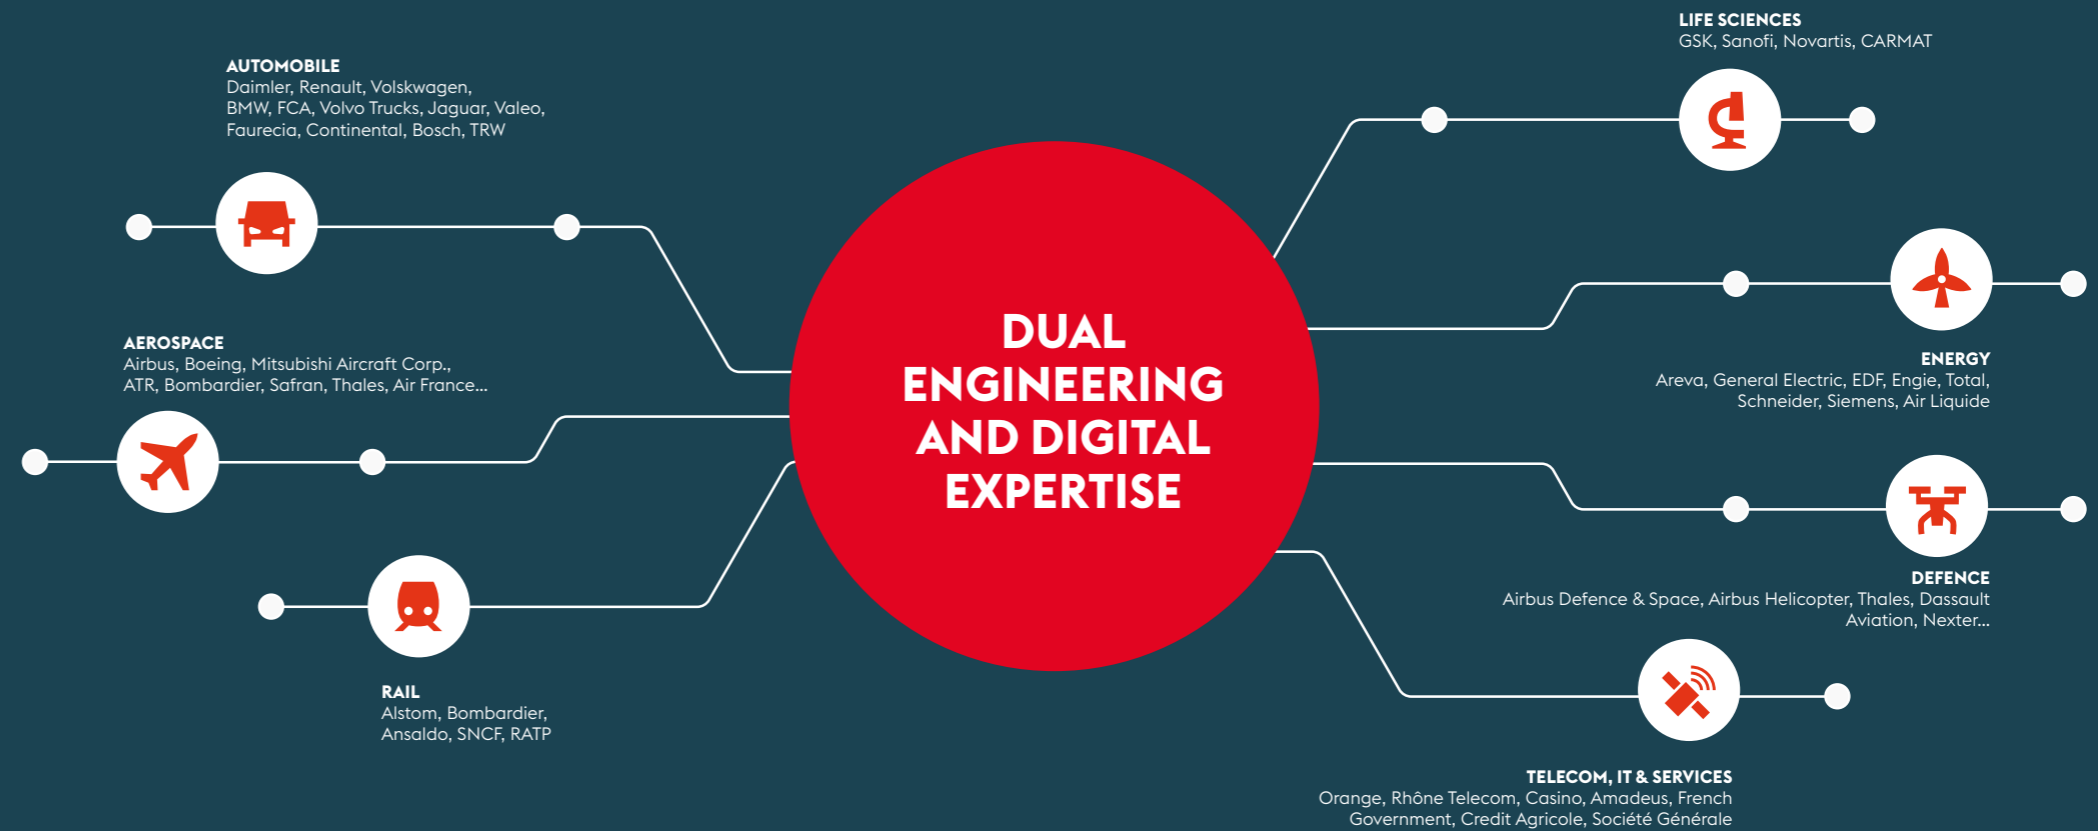 AUTOMOBILE
Daimler, Renault, Volskwagen,
BMW, FCA, Volvo Trucks, Jaguar, Valeo,
Faurecia, Continental, Bosch, TRW
AEROSPACE
Airbus, Boeing, Mitsubishi Aircraft Corp.,
ATR, Bombardier, Safran, Thales, Air France...
RAIL
Alstom, Bombardier,
Ansaldo, SNCF, RATP
DUAL
ENGINEERING
AND DIGITAL
EXPERTISE
LIFE SCIENCES
GSK, Sanofi, Novartis, CARMAT
ENERGY
Areva, General Electric, EDF, Engie, Total,
Schneider, Siemens, Air Liquide
DEFENCE
Airbus Defence & Space, Airbus Helicopter, Thales, Dassault
Aviation, Nexter...
TELECOM, IT & SERVICES
Orange, Rhône Telecom, Casino, Amadeus, French
Government, Credit Agricole, Société Générale